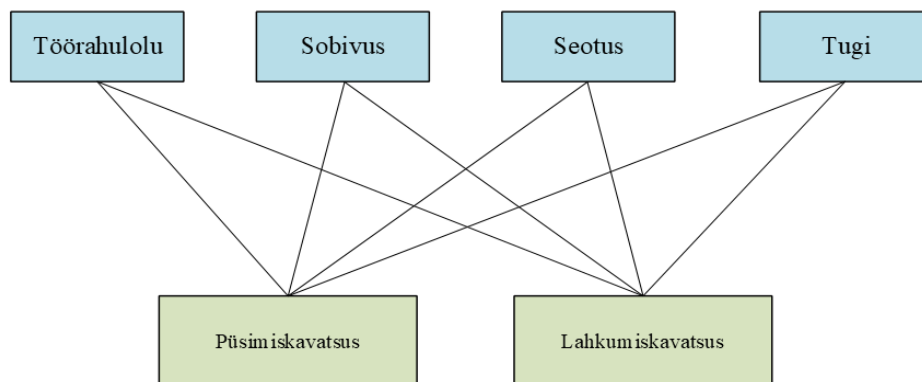 Töörahulolu
Sobivus
Seotus
Tugi
Püsimiskavatsus
Lahkumiskavatsus